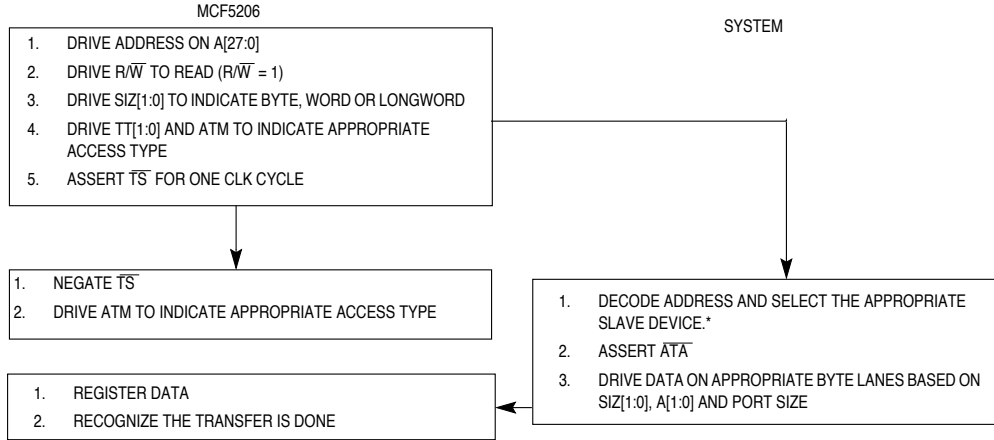 MCF5206
SYSTEM
1. DRIVE ADDRESS ON A[27:0]
2. DRIVE R/W̅ TO READ (R/W̅ = 1)
3. DRIVE SIZ[1:0] TO INDICATE BYTE, WORD OR LONGWORD
4. DRIVE TT[1:0] AND ATM TO INDICATE APPROPRIATE
ACCESS TYPE
5. ASSERT T̅S̅ FOR ONE CLK CYCLE
1. NEGATE T̅S̅
2. DRIVE ATM TO INDICATE APPROPRIATE ACCESS TYPE
1. DECODE ADDRESS AND SELECT THE APPROPRIATE
SLAVE DEVICE.*
2. ASSERT A̅T̅A̅
3. DRIVE DATA ON APPROPRIATE BYTE LANES BASED ON
SIZ[1:0], A[1:0] AND PORT SIZE
1. REGISTER DATA
2. RECOGNIZE THE TRANSFER IS DONE